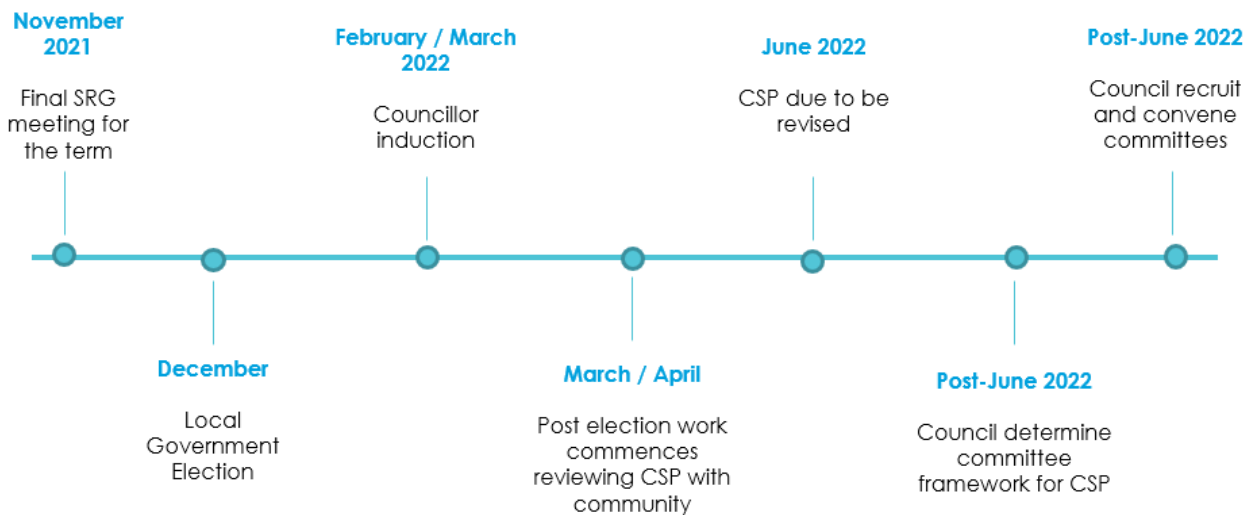 November
2021
Final SRG
meeting for
the term
December
Local
Government
Election
February / March
2022
Councillor
induction
March / April
Post election work
commences
reviewing CSP with
community
June 2022
CSP due to be
revised
Post-June 2022
Council determine
committee
framework for CSP
Post-June 2022
Council recruit
and convene
committees